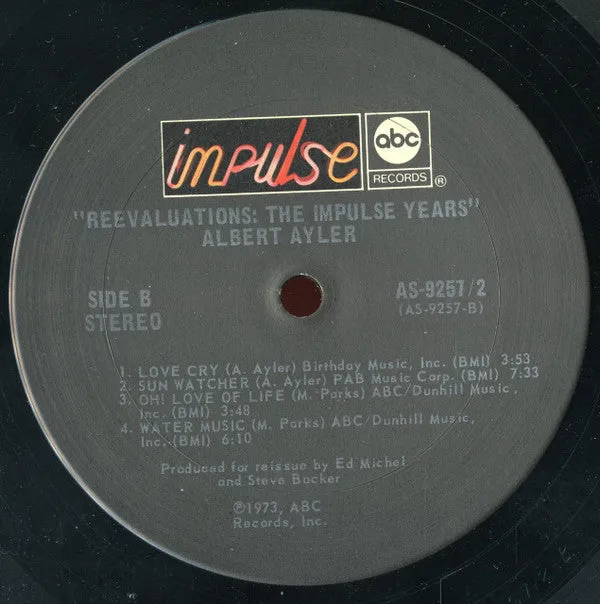 impulse
abc
RECORDS ®
"REEVALUATIONS: THE IMPULSE YEARS"
ALBERT AYLER
SIDE B
STEREO
AS-9257/2
(AS-9257-B)
1. LOVE CRY (A. Ayler) Birthday Music, Inc. (BMI) 3:53
2. SUN WATCHER (A. Ayler) PAB Music Corp. (BMI) 7:33
3. OH! LOVE OF LIFE (M. Parks) ABC/Dunhill Music,
Inc. (BMI) 3:48
4. WATER MUSIC (M. Parks) ABC/Dunhill Music,
Inc. (BMI) 6:10
Produced for reissue by Ed Michel
and Steve Backer
℗1973, ABC
Records, Inc.